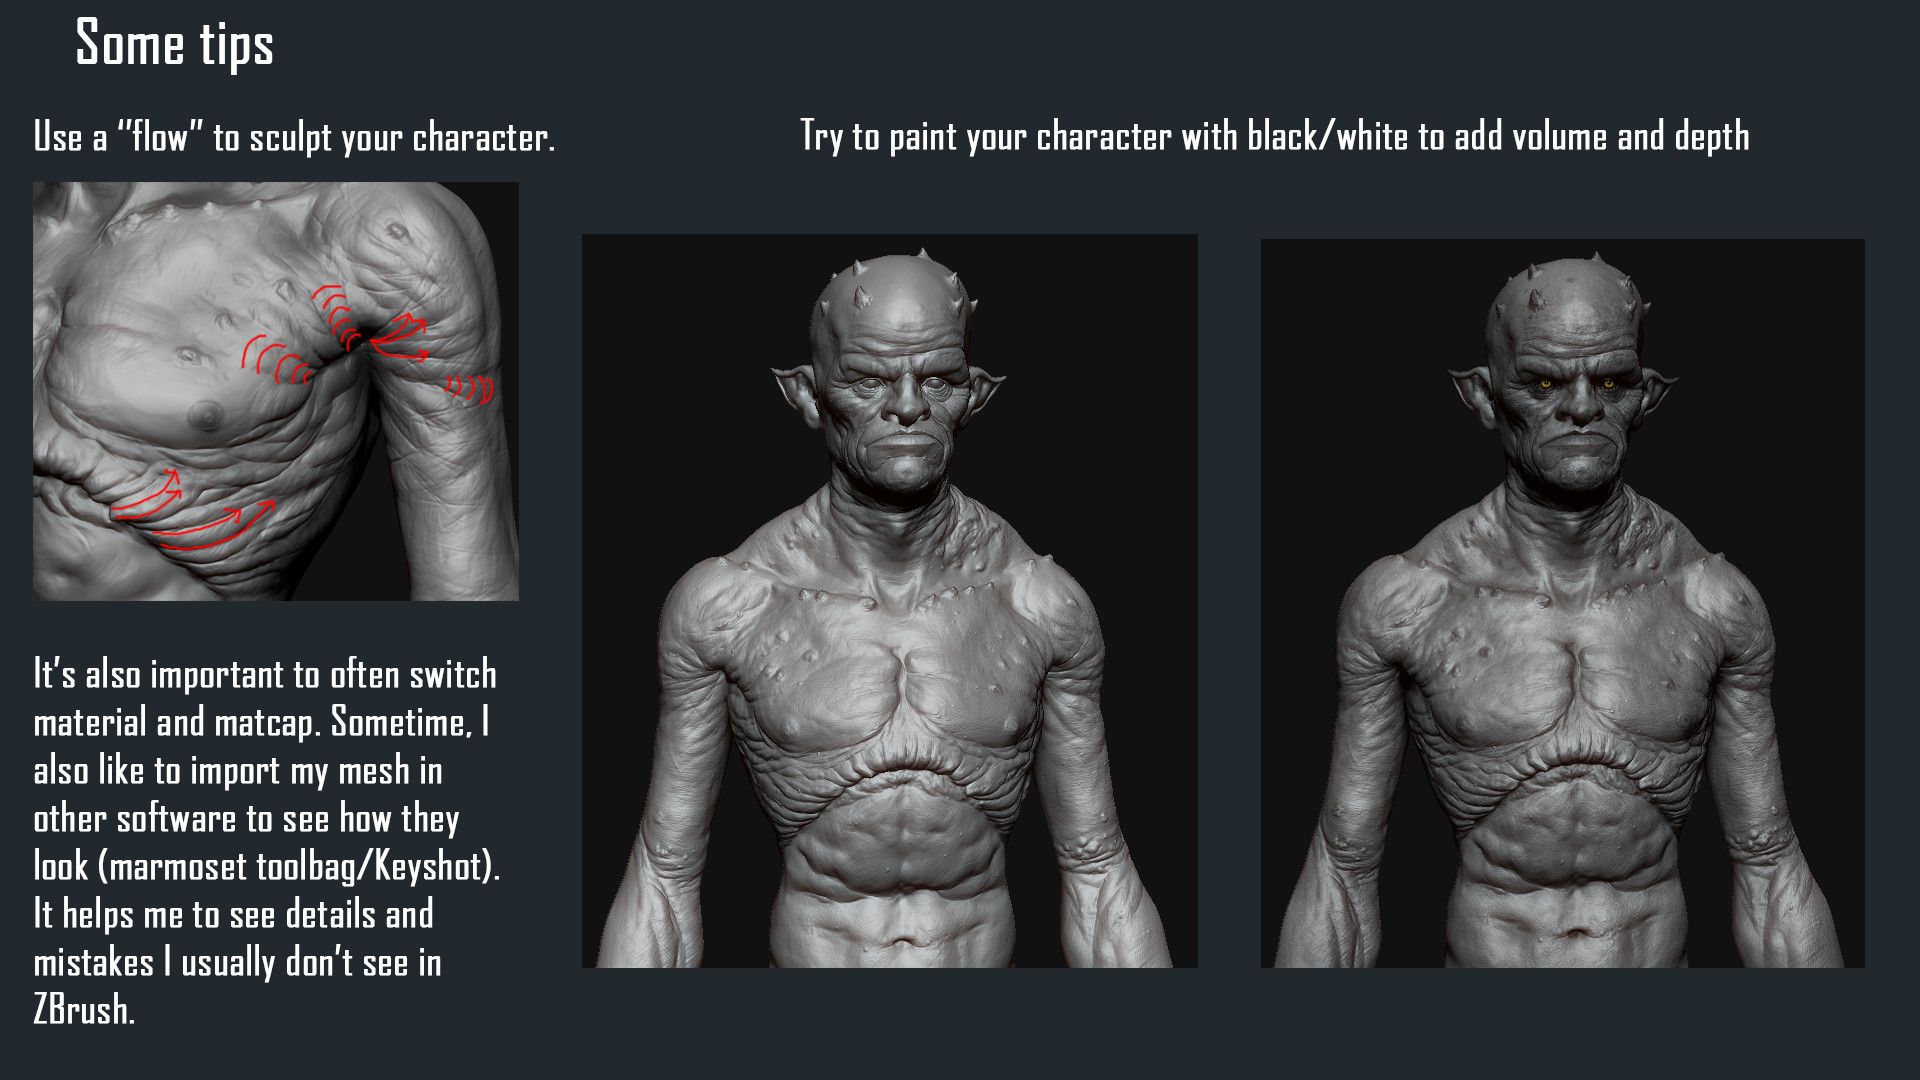 Some tips
Use a “flow” to sculpt your character.
Try to paint your character with black/white to add volume and depth
It's also important to often switch
material and matcap. Sometime, I
also like to import my mesh in
other software to see how they
look (marmoset toolbag/Keyshot).
It helps me to see details and
mistakes I usually don't see in
ZBrush.